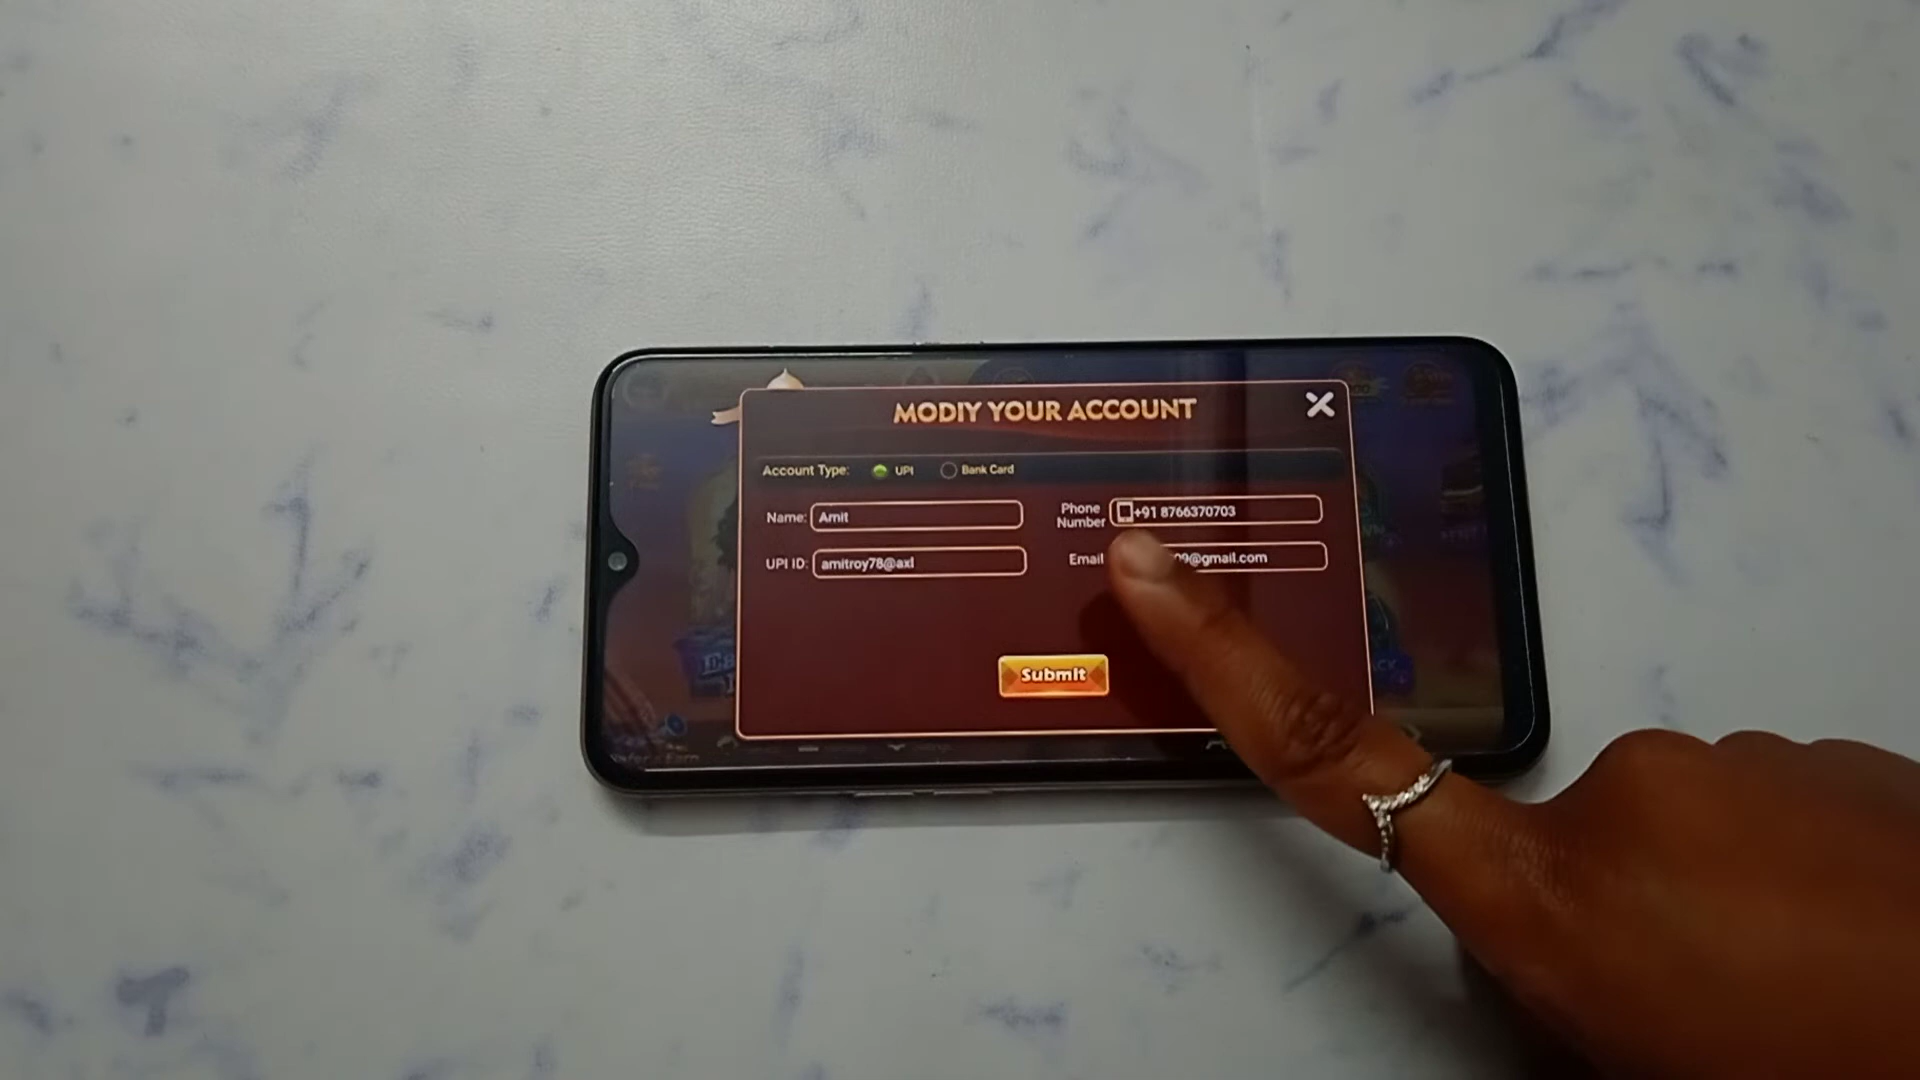 MODIY YOUR ACCOUNT
Account Type: UPI Bank Card
Name: Amit
Phone Number +91 8766370703
UPI ID: amitroy78@axl
Email 09@gmail.com
Submit